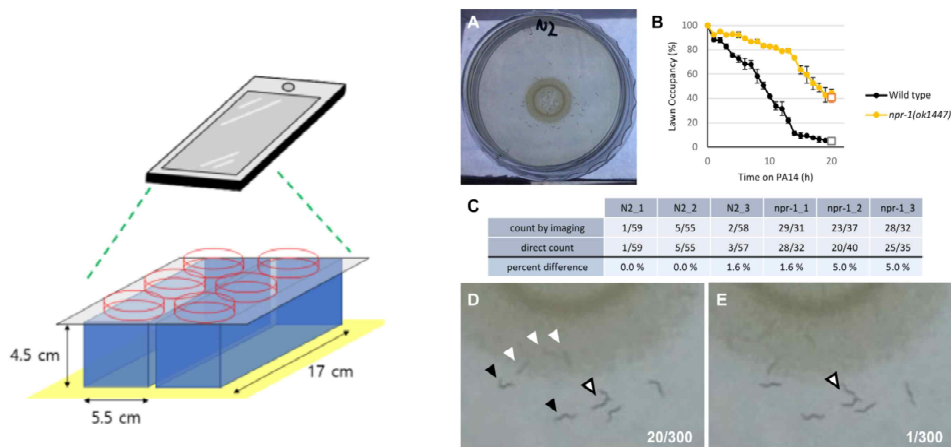 4.5 cm
5.5 cm
17 cm
A
N2
B
Lawn Occupancy (%)
100
80
60
40
20
0
0 10 20
Time on PA14 (h)
Wild type
npr-1(ok1447)
C
N2_1 N2_2 N2_3 npr-1_1 npr-1_2 npr-1_3
count by imaging 1/59 5/55 2/58 29/31 23/37 28/32
direct count 1/59 5/55 3/57 28/32 20/40 25/35
percent difference 0.0 % 0.0 % 1.6 % 1.6 % 5.0 % 5.0 %
D
20/300
E
1/300